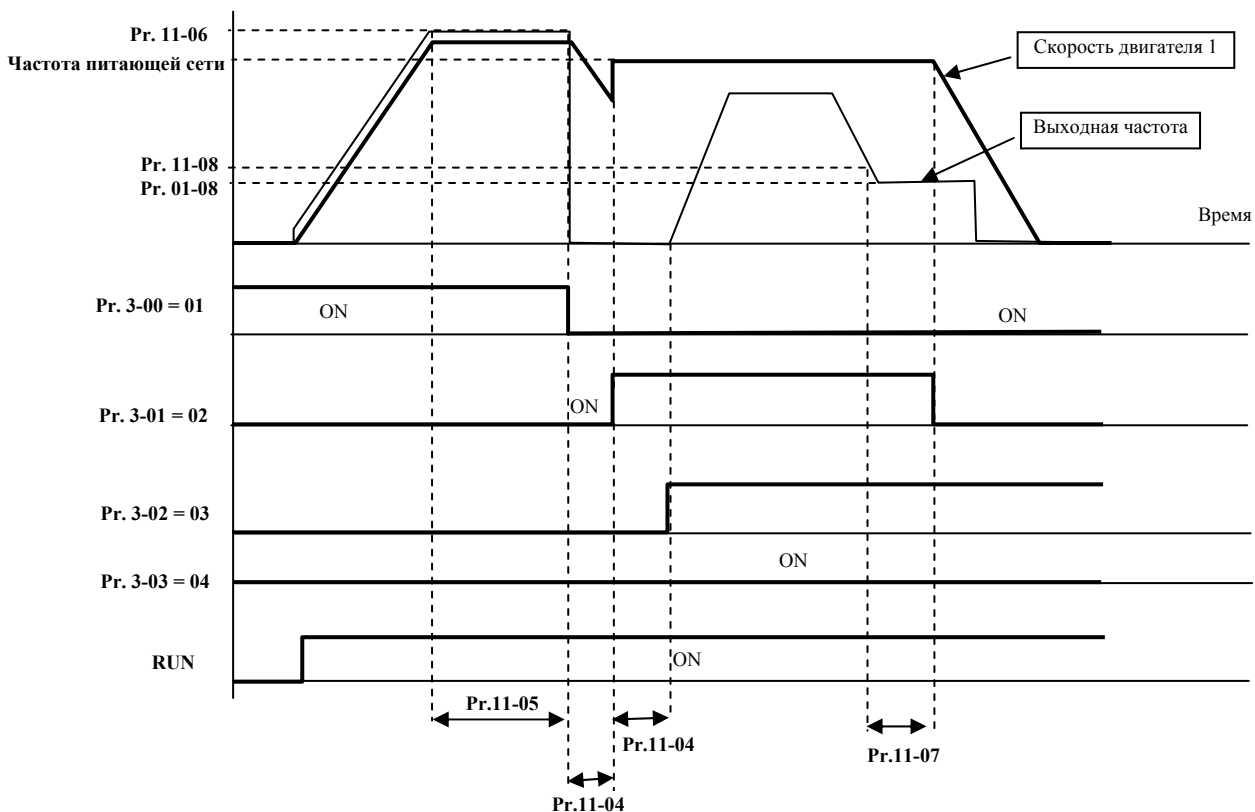 Pr. 11-06
Частота питающей сети
Скорость двигателя 1
Выходная частота
Pr. 11-08
Pr. 01-08
Время
Pr. 3-00 = 01
ON
ON
Pr. 3-01 = 02
ON
Pr. 3-02 = 03
ON
Pr. 3-03 = 04
RUN
ON
Pr.11-05
Pr.11-04
Pr.11-07
Pr.11-04